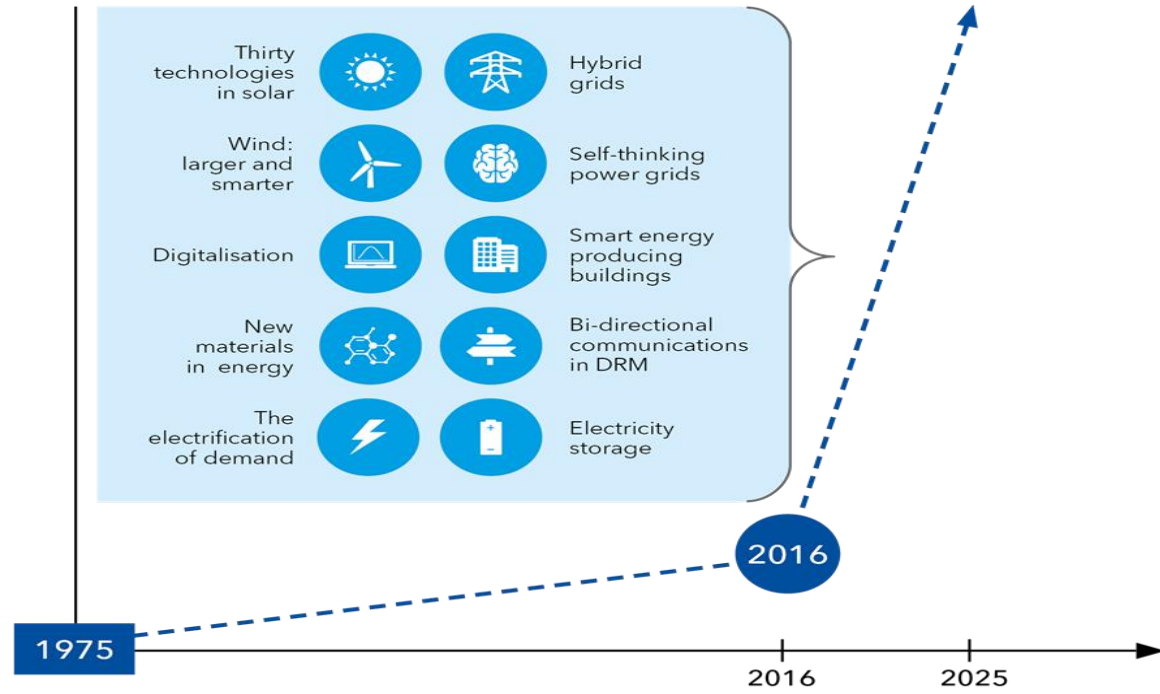 Thirty
technologies
in solar
Hybrid
grids
Wind:
larger and
smarter
Self-thinking
power grids
Digitalisation
Smart energy
producing
buildings
New
materials
in energy
Bi-directional
communications
in DRM
The
electrification
of demand
Electricity
storage
2016
1975
2016
2025